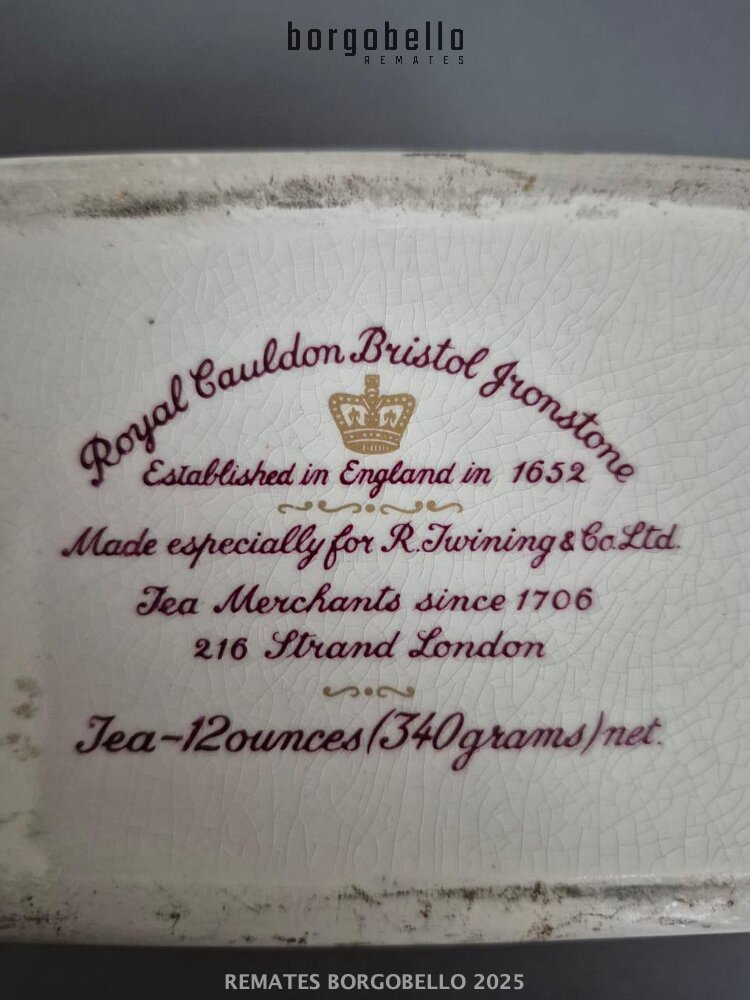 borgobello
REMATES
Royal Cauldon Bristol Ironstone
Established in England in 1652
Made especially for R. Twining & Co. Ltd.
Tea Merchants since 1706
216 Strand London
Tea-12ounces(340grams)net.
REMATES BORGOBELLO 2025